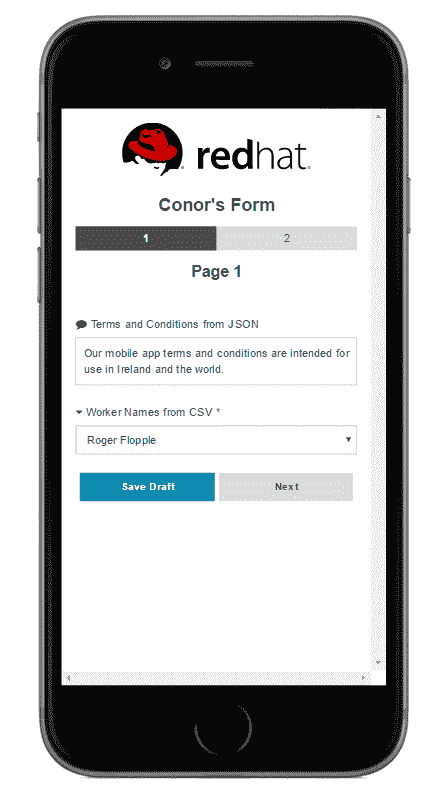 redhat.
Conor's Form
1 2
Page 1
Terms and Conditions from JSON
Our mobile app terms and conditions are intended for
use in Ireland and the world.
Worker Names from CSV *
Roger Flopple
Save Draft Next